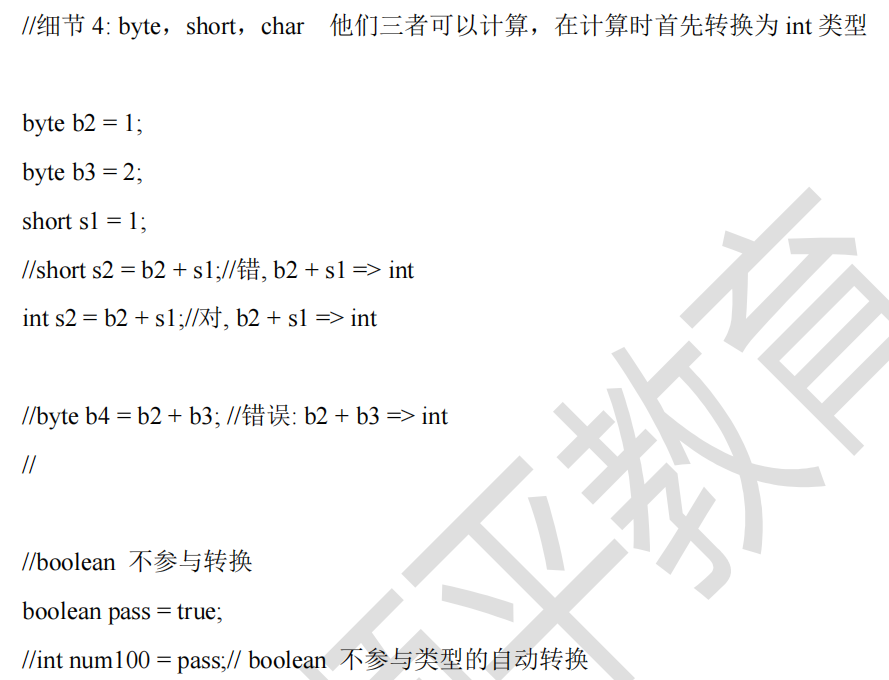 //细节 4: byte，short，char 他们三者可以计算，在计算时首先转换为 int 类型
byte b2 = 1;
byte b3 = 2;
short s1 = 1;
//short s2 = b2 + s1;//错, b2 + s1 => int
int s2 = b2 + s1;//对, b2 + s1 => int
//byte b4 = b2 + b3; //错误: b2 + b3 => int
//
//boolean 不参与转换
boolean pass = true;
//int num100 = pass;// boolean 不参与类型的自动转换
平教育